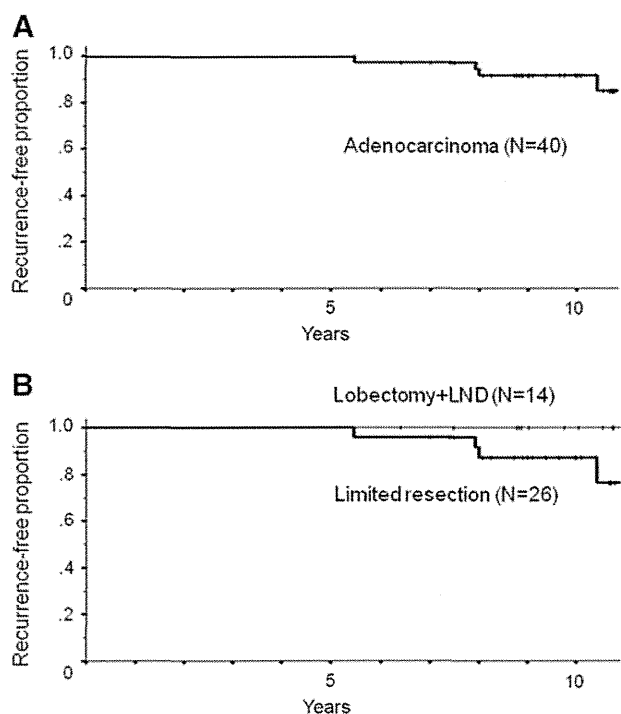 A
Recurrence-free proportion
1.0
.8
.6
.4
.2
0
Adenocarcinoma (N=40)
5
10
Years
B
Recurrence-free proportion
1.0
.8
.6
.4
.2
0
Lobectomy+LND (N=14)
Limited resection (N=26)
5
10
Years